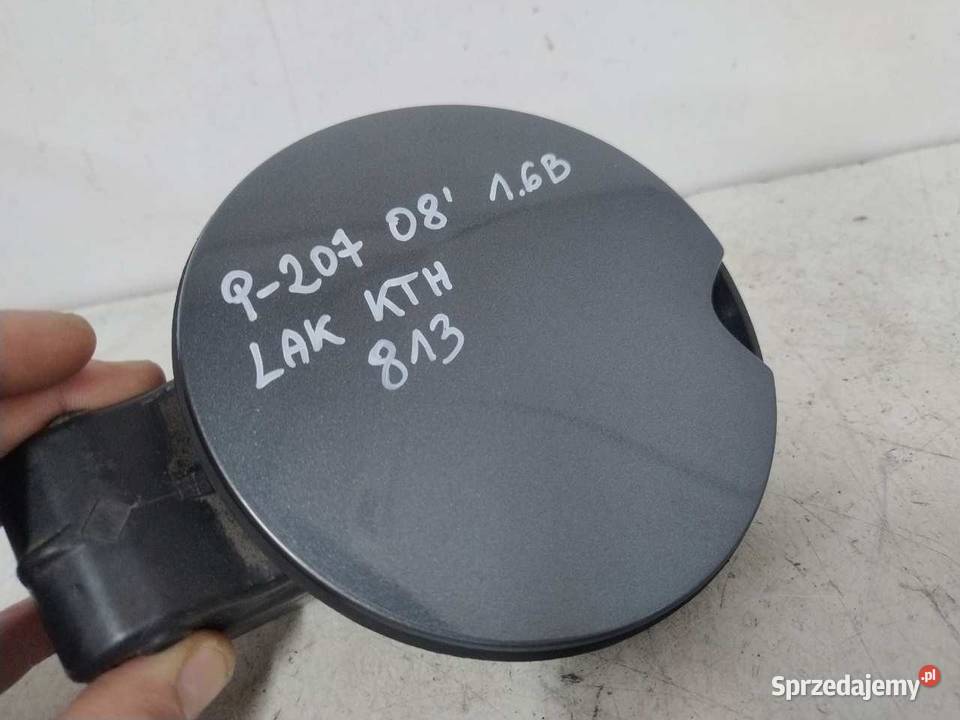 P-207 08' 1.6B
LAK KTH
813
Sprzedajemy.pl